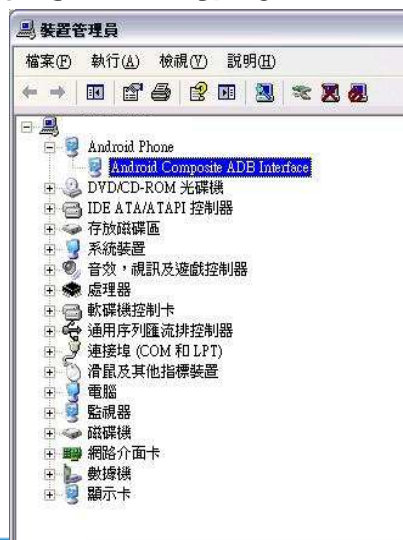 裝置管理員
檔案(F) 執行(A) 檢視(V) 說明(H)
Android Phone
Android Composite ADB Interface
DVD/CD-ROM 光碟機
IDE ATA/ATAPI 控制器
存放磁碟區
系統裝置
音效，視訊及遊戲控制器
處理器
軟碟機控制卡
通用序列匯流排控制器
連接埠 (COM 和 LPT)
滑鼠及其他指標裝置
電腦
監視器
磁碟機
網路介面卡
數據機
顯示卡